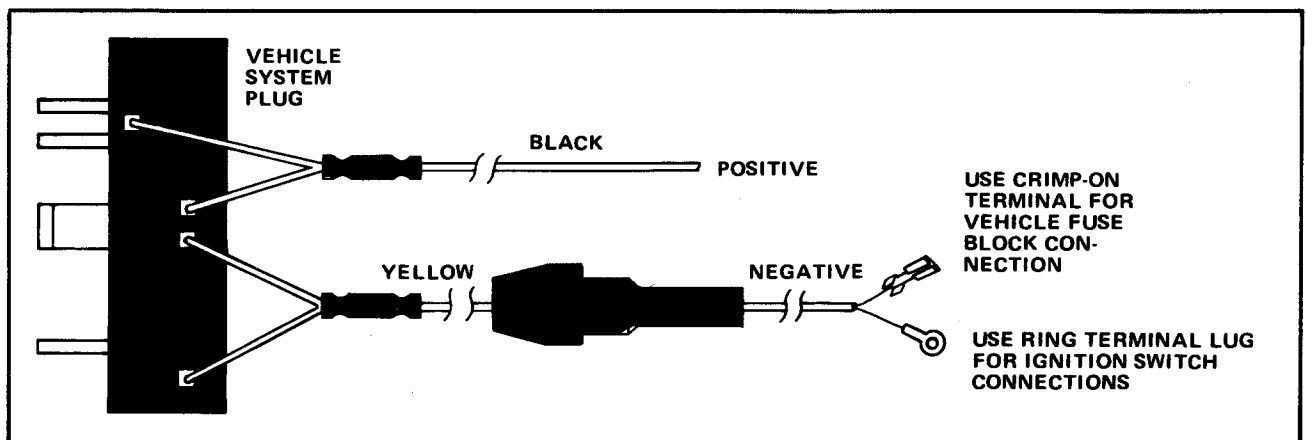 VEHICLE
SYSTEM
PLUG
BLACK
POSITIVE
USE CRIMP-ON
TERMINAL FOR
VEHICLE FUSE
BLOCK CON-
NECTION
YELLOW
NEGATIVE
USE RING TERMINAL LUG
FOR IGNITION SWITCH
CONNECTIONS